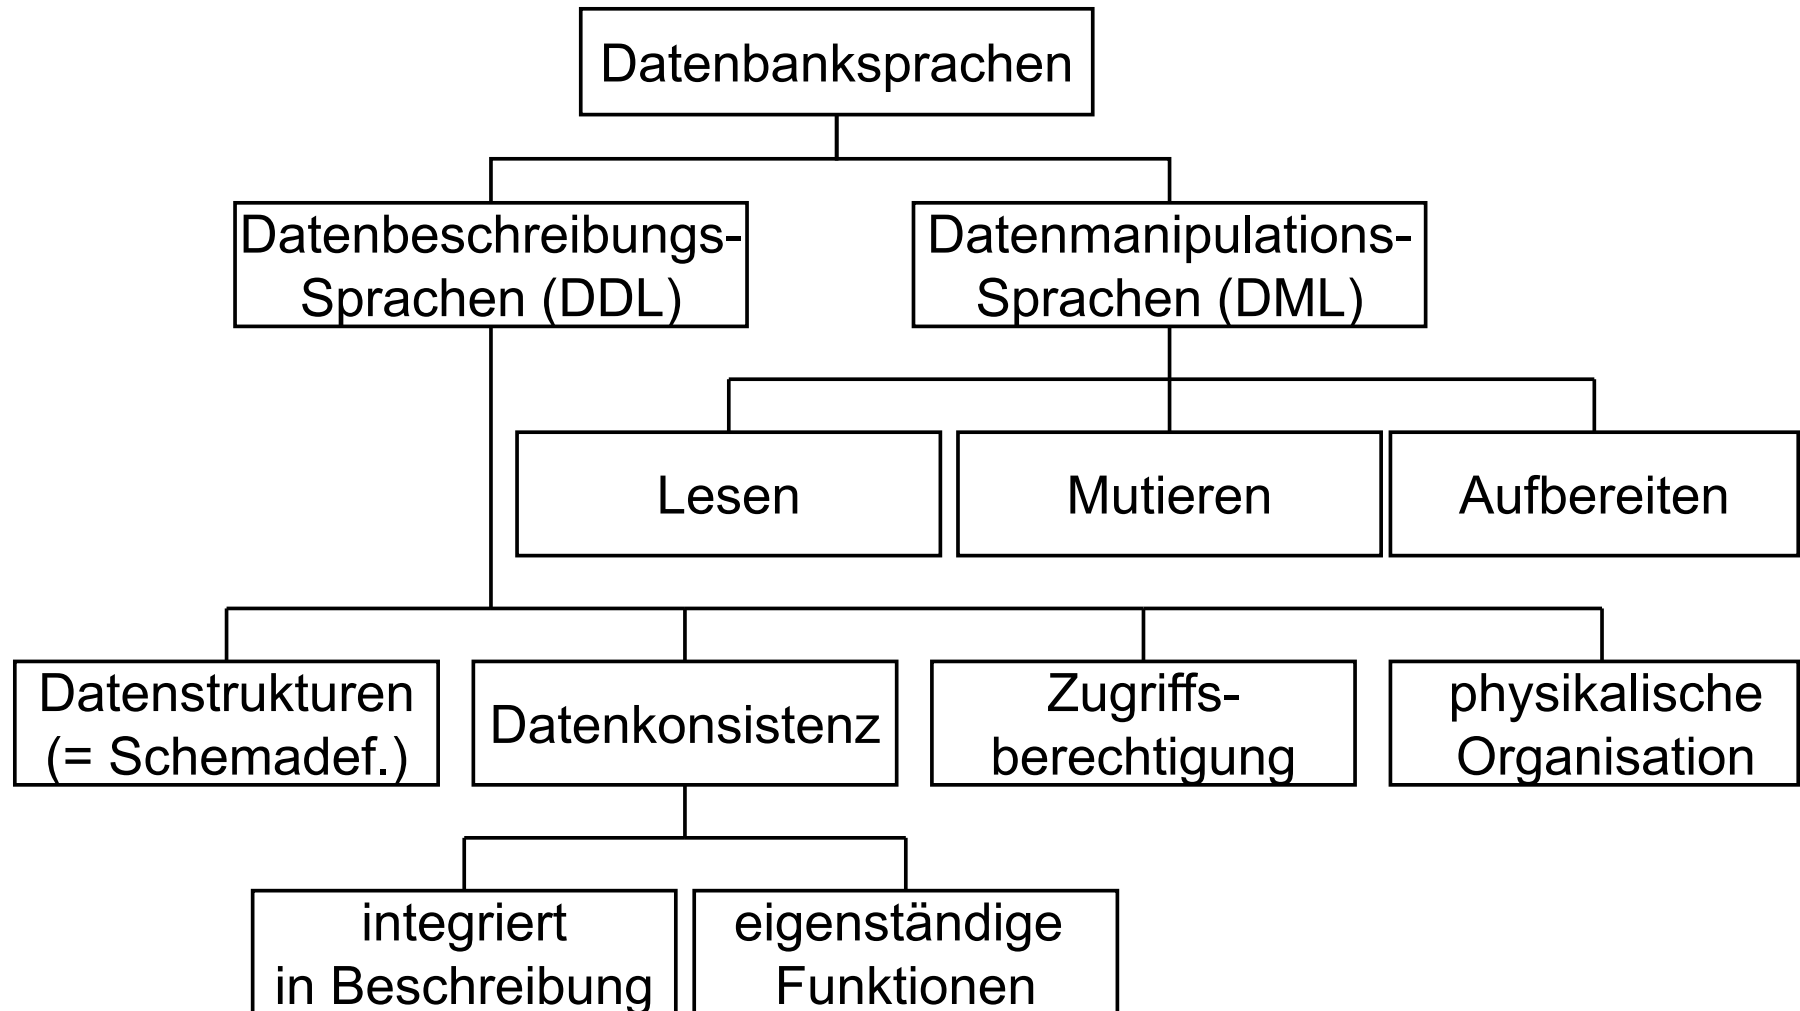 Datenbanksprachen
Datenbeschreibungs-
Sprachen (DDL)
Datenmanipulations-
Sprachen (DML)
Lesen
Mutieren
Aufbereiten
Datenstrukturen
(= Schemadef.)
Datenkonsistenz
Zugriffs-
berechtigung
physikalische
Organisation
integriert
in Beschreibung
eigenständige
Funktionen